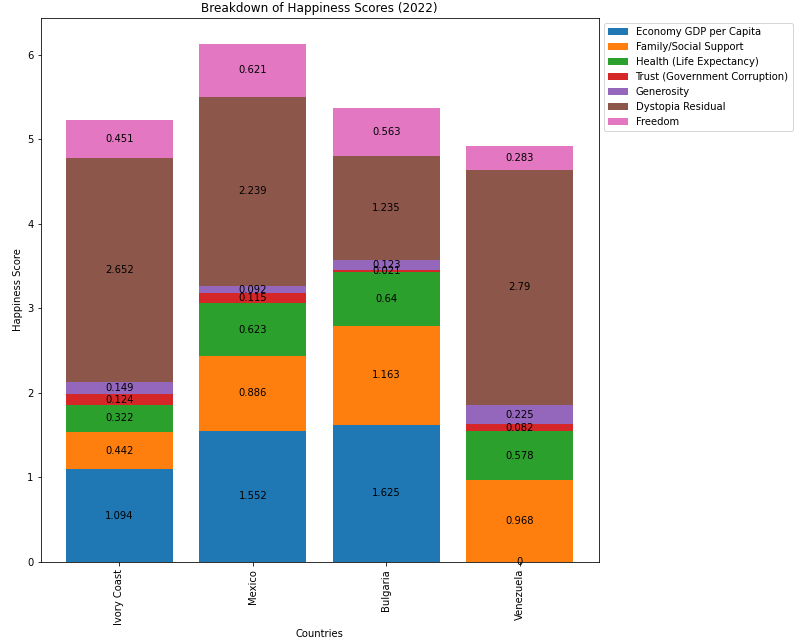 Breakdown of Happiness Scores (2022)
Economy GDP per Capita
Family/Social Support
Health (Life Expectancy)
Trust (Government Corruption)
Generosity
Dystopia Residual
Freedom
Happiness Score
6
5
4
3
2
1
0
0.451
2.652
0.149
0.124
0.322
0.442
1.094
0.621
2.239
0.092
0.115
0.623
0.886
1.552
0.563
1.235
0.123
0.021
0.64
1.163
1.625
0.283
2.79
0.225
0.082
0.578
0.968
0
Ivory Coast
Mexico
Bulgaria
Venezuela
Countries